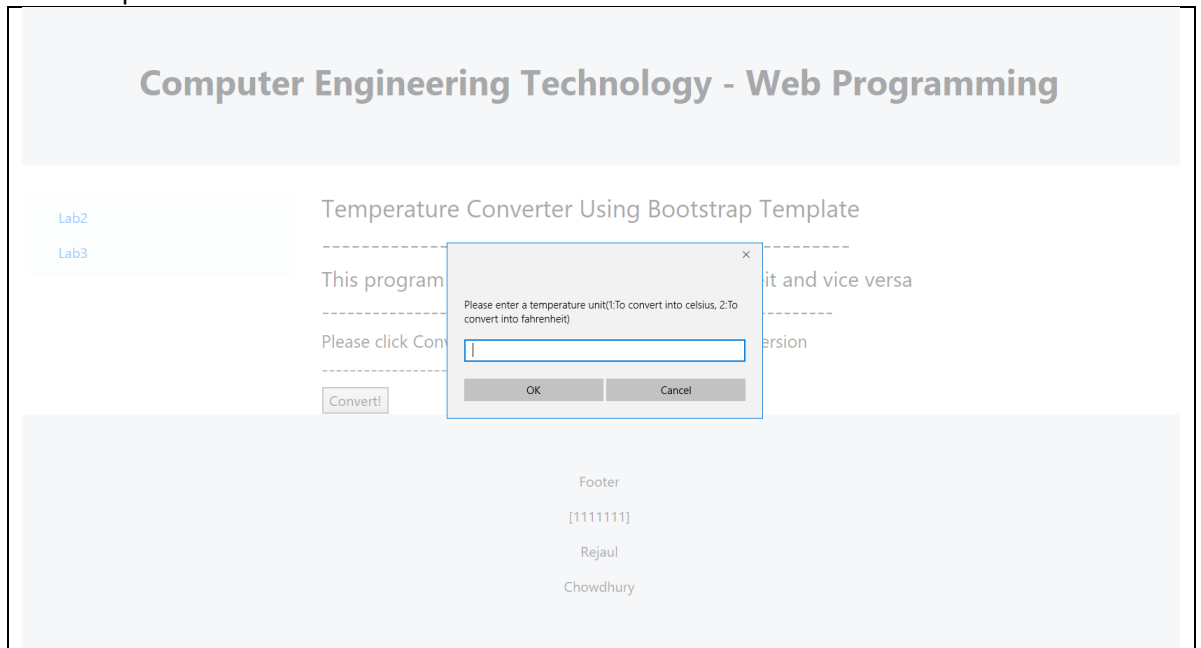 Computer Engineering Technology - Web Programming
Lab2
Lab3
Temperature Converter Using Bootstrap Template
This program
it and vice versa
Please click Con
ersion
Convert!
×
Please enter a temperature unit(1:To convert into celsius, 2:To
convert into fahrenheit)
OK
Cancel
Footer
[1111111]
Rejaul
Chowdhury